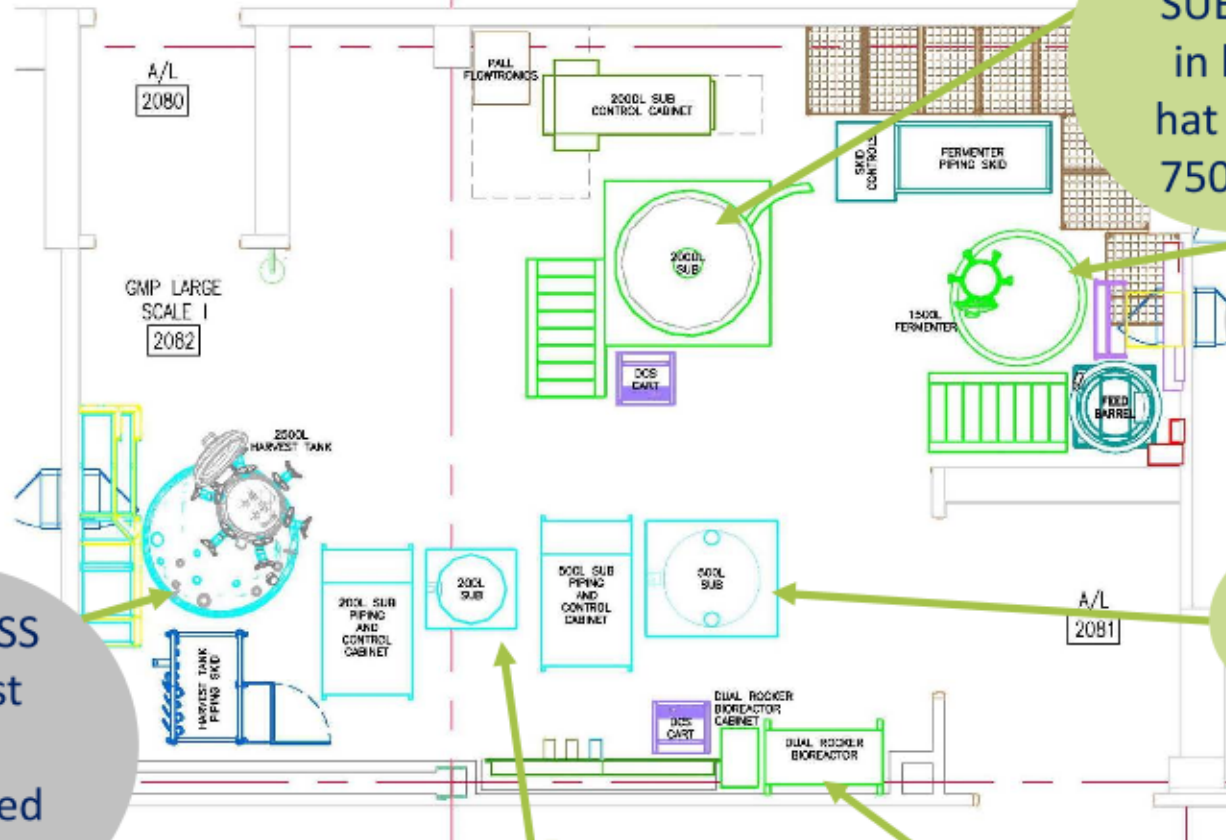 SUB
in
hat
750
A/L
2080
PALL
FLOWTRONICS
2000L SUB
CONTROL CABINET
SKID
CONTROLS
FERMENTER
PIPING SKID
2000L
SUB
GMP LARGE
SCALE I
2082
1500L
FERMENTER
DCS
CART
FEED
BARREL
2500L
HARVEST TANK
200L SUB
PIPING
AND
CONTROL
CABINET
200L
SUB
500L SUB
PIPING
AND
CONTROL
CABINET
500L
SUB
A/L
2081
SS
st
ed
HARVEST TANK
PIPING SKID
DCS
CART
DUAL ROCKER
BIOREACTOR
CABINET
DUAL ROCKER
BIOREACTOR